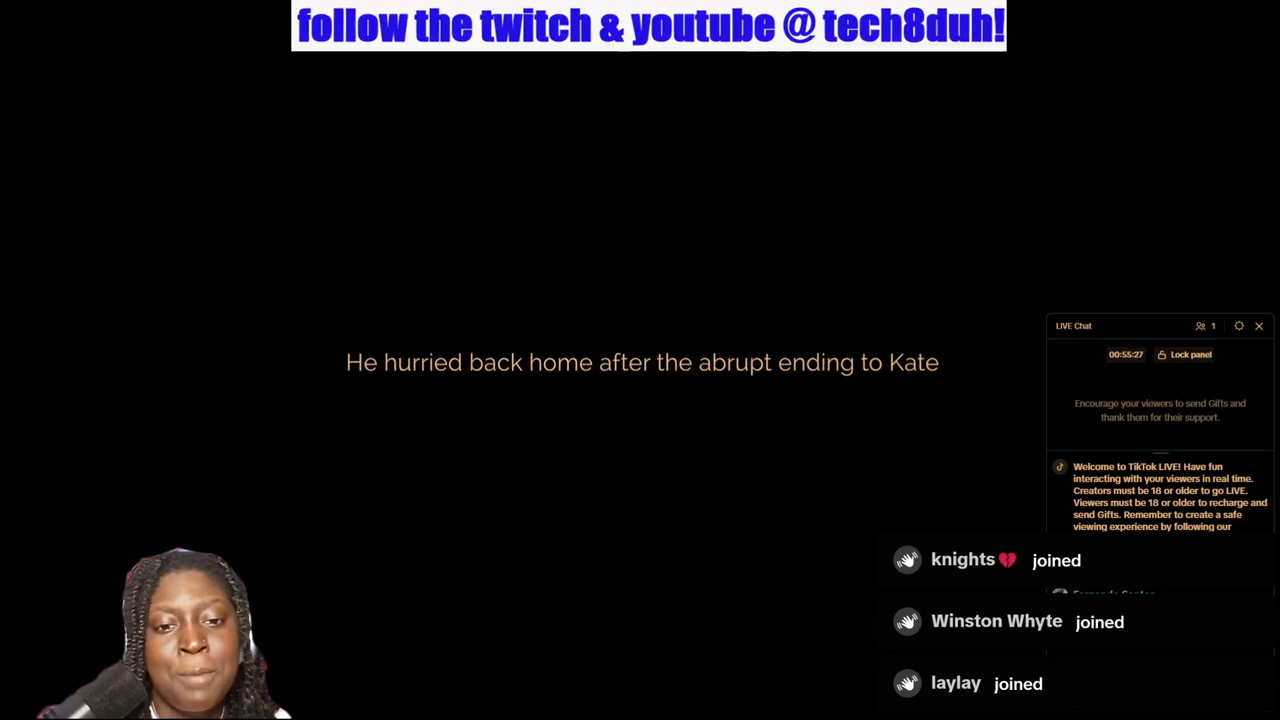 follow the twitch & youtube @ tech8duh!
He hurried back home after the abrupt ending to Kate
LIVE Chat
1
00:55:27
Lock panel
Encourage your viewers to send Gifts and
thank them for their support.
Welcome to TikTok LIVE! Have fun
interacting with your viewers in real time.
Creators must be 18 or older to go LIVE.
Viewers must be 18 or older to recharge and
send Gifts. Remember to create a safe
viewing experience by following our
knights💔 joined
Winston Whyte joined
laylay joined